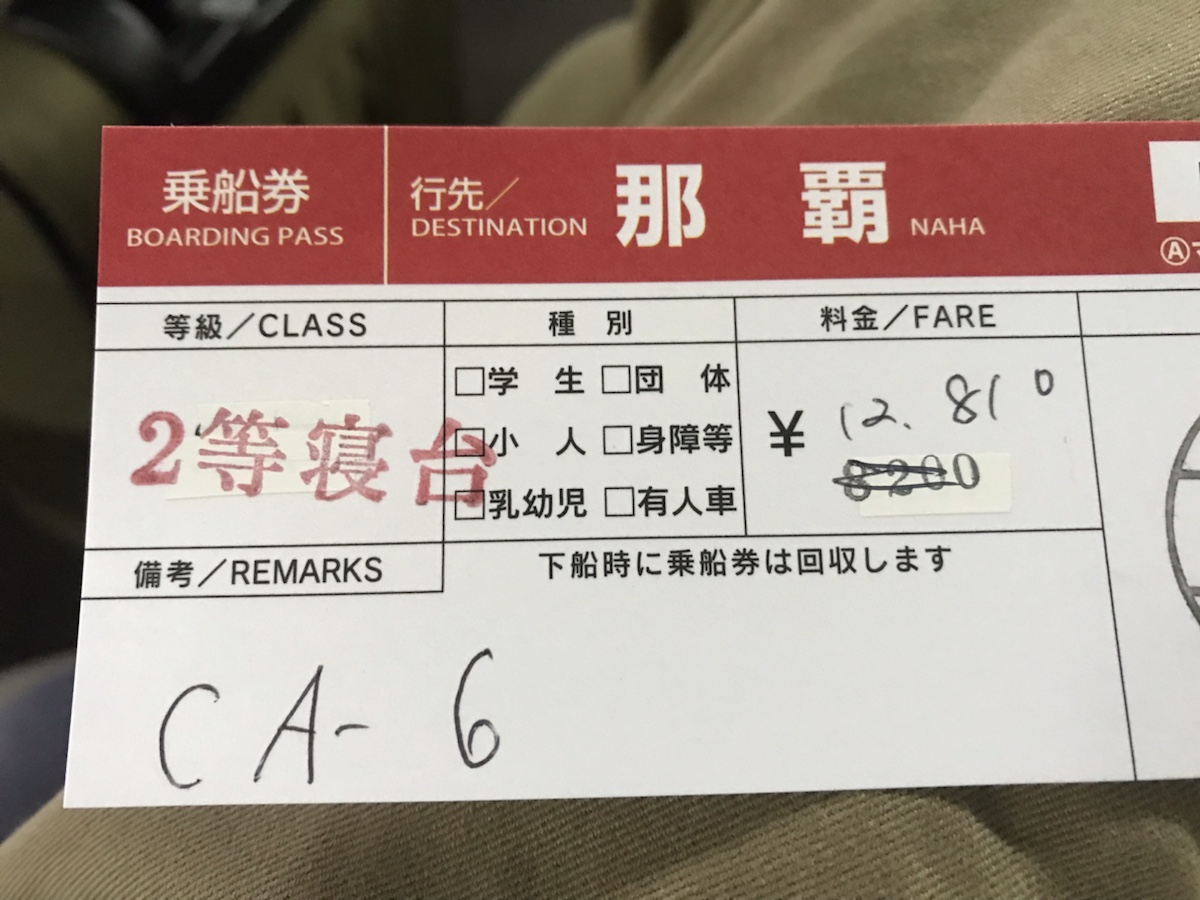 乗船券
BOARDING PASS
行先／
DESTINATION
那覇 NAHA
等級／CLASS
種別
料金／FARE
2等寝台
□学生 □団体
□小人 □身障等
□乳幼児 □有人車
¥ 12.810
8200
備考／REMARKS
下船時に乗船券は回収します
CA-6
Ⓐマ